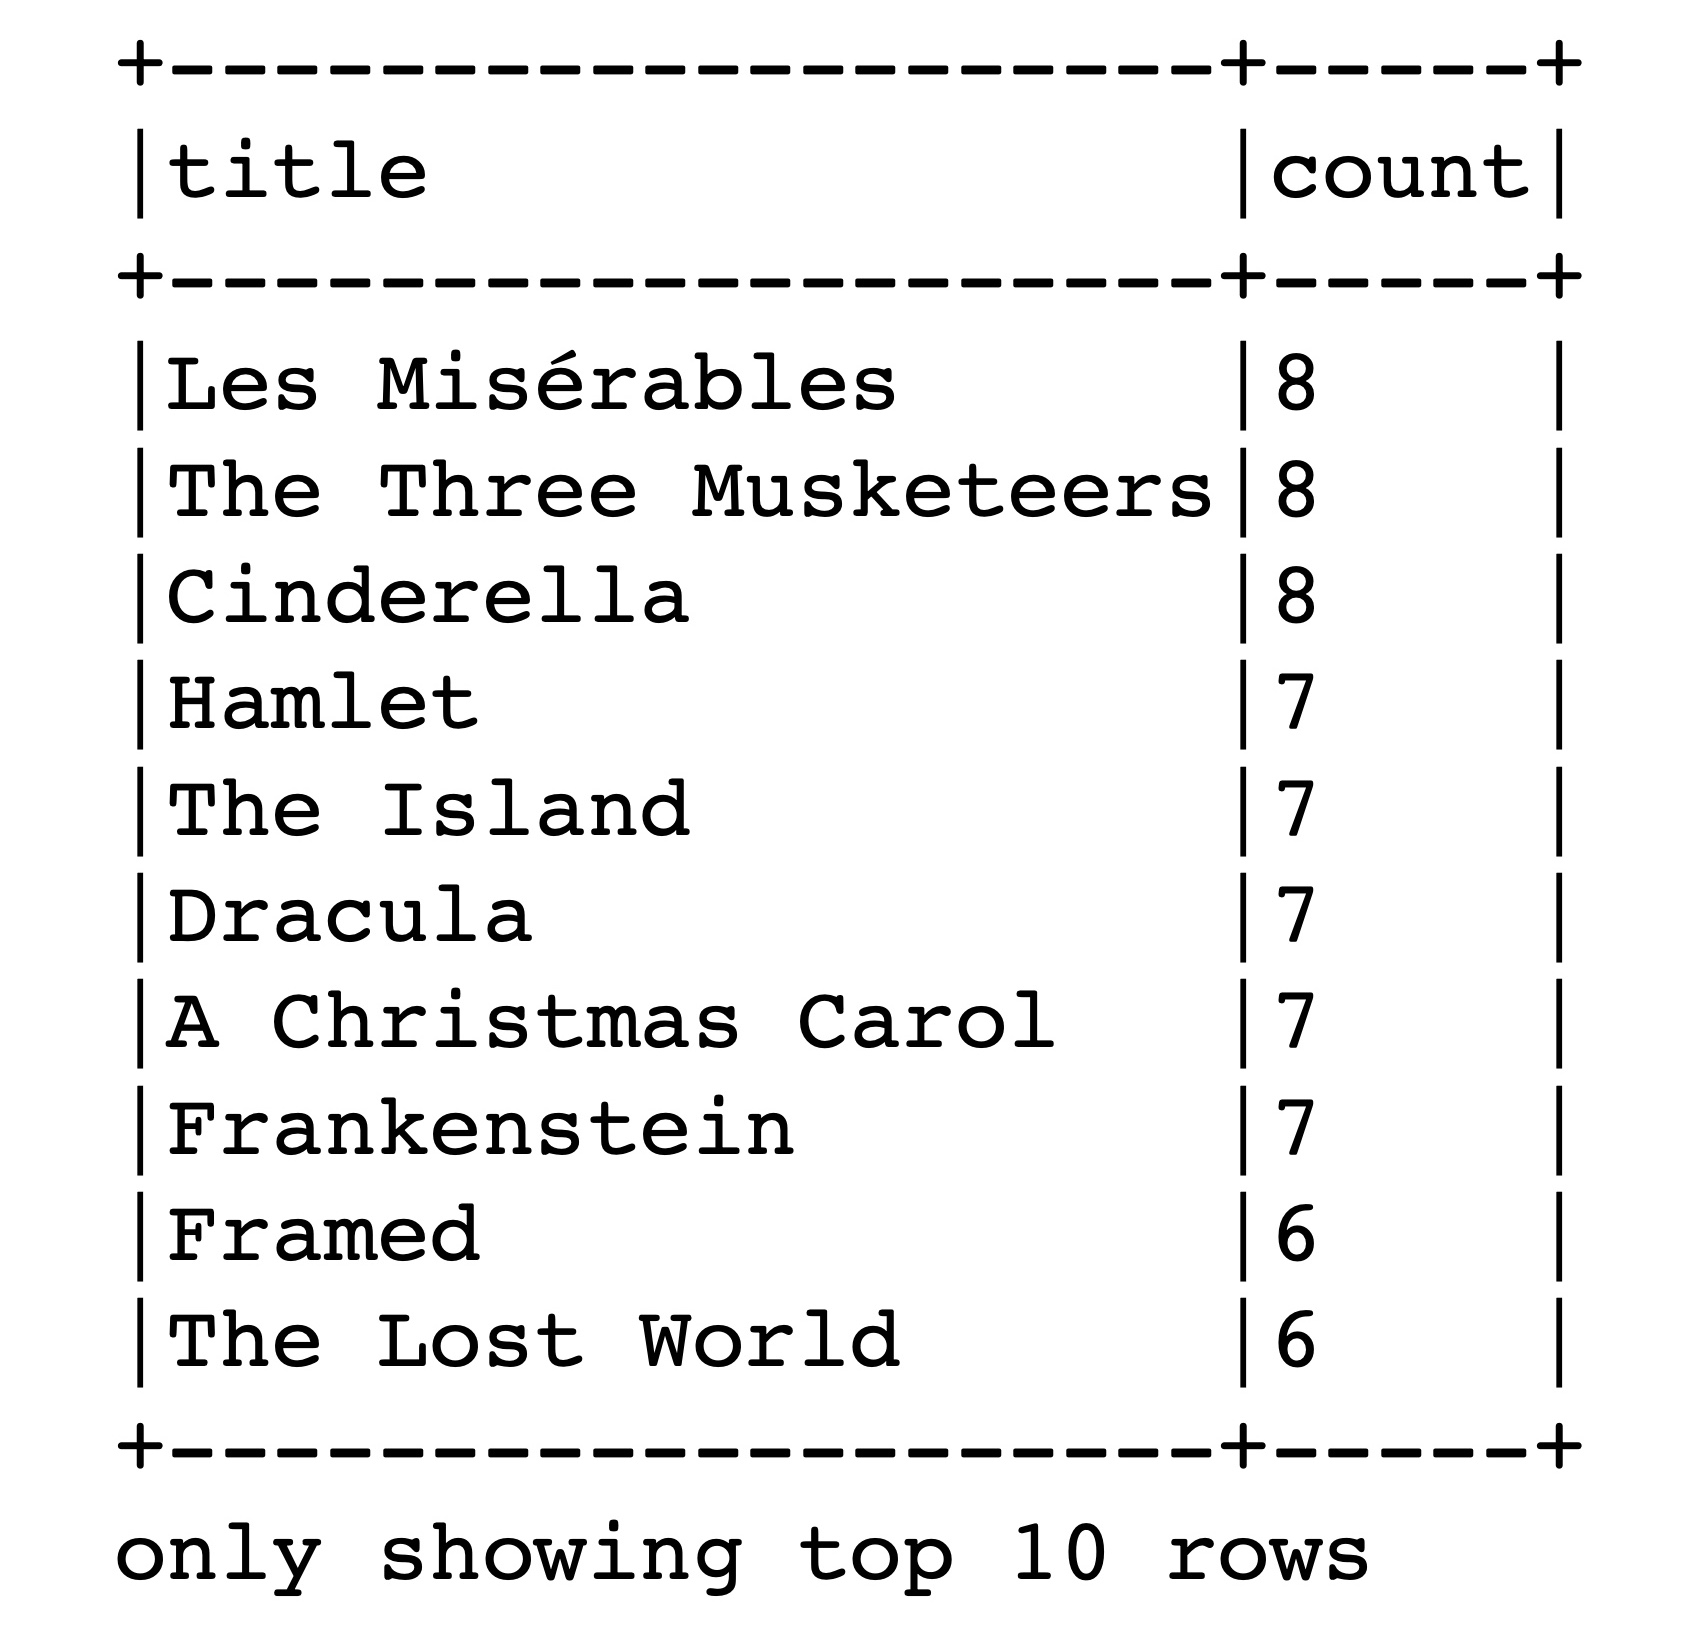 +--------------------+-----+
|title               |count|
+--------------------+-----+
|Les Misérables      |8    |
|The Three Musketeers|8    |
|Cinderella          |8    |
|Hamlet              |7    |
|The Island          |7    |
|Dracula             |7    |
|A Christmas Carol   |7    |
|Frankenstein        |7    |
|Framed              |6    |
|The Lost World      |6    |
+--------------------+-----+
only showing top 10 rows